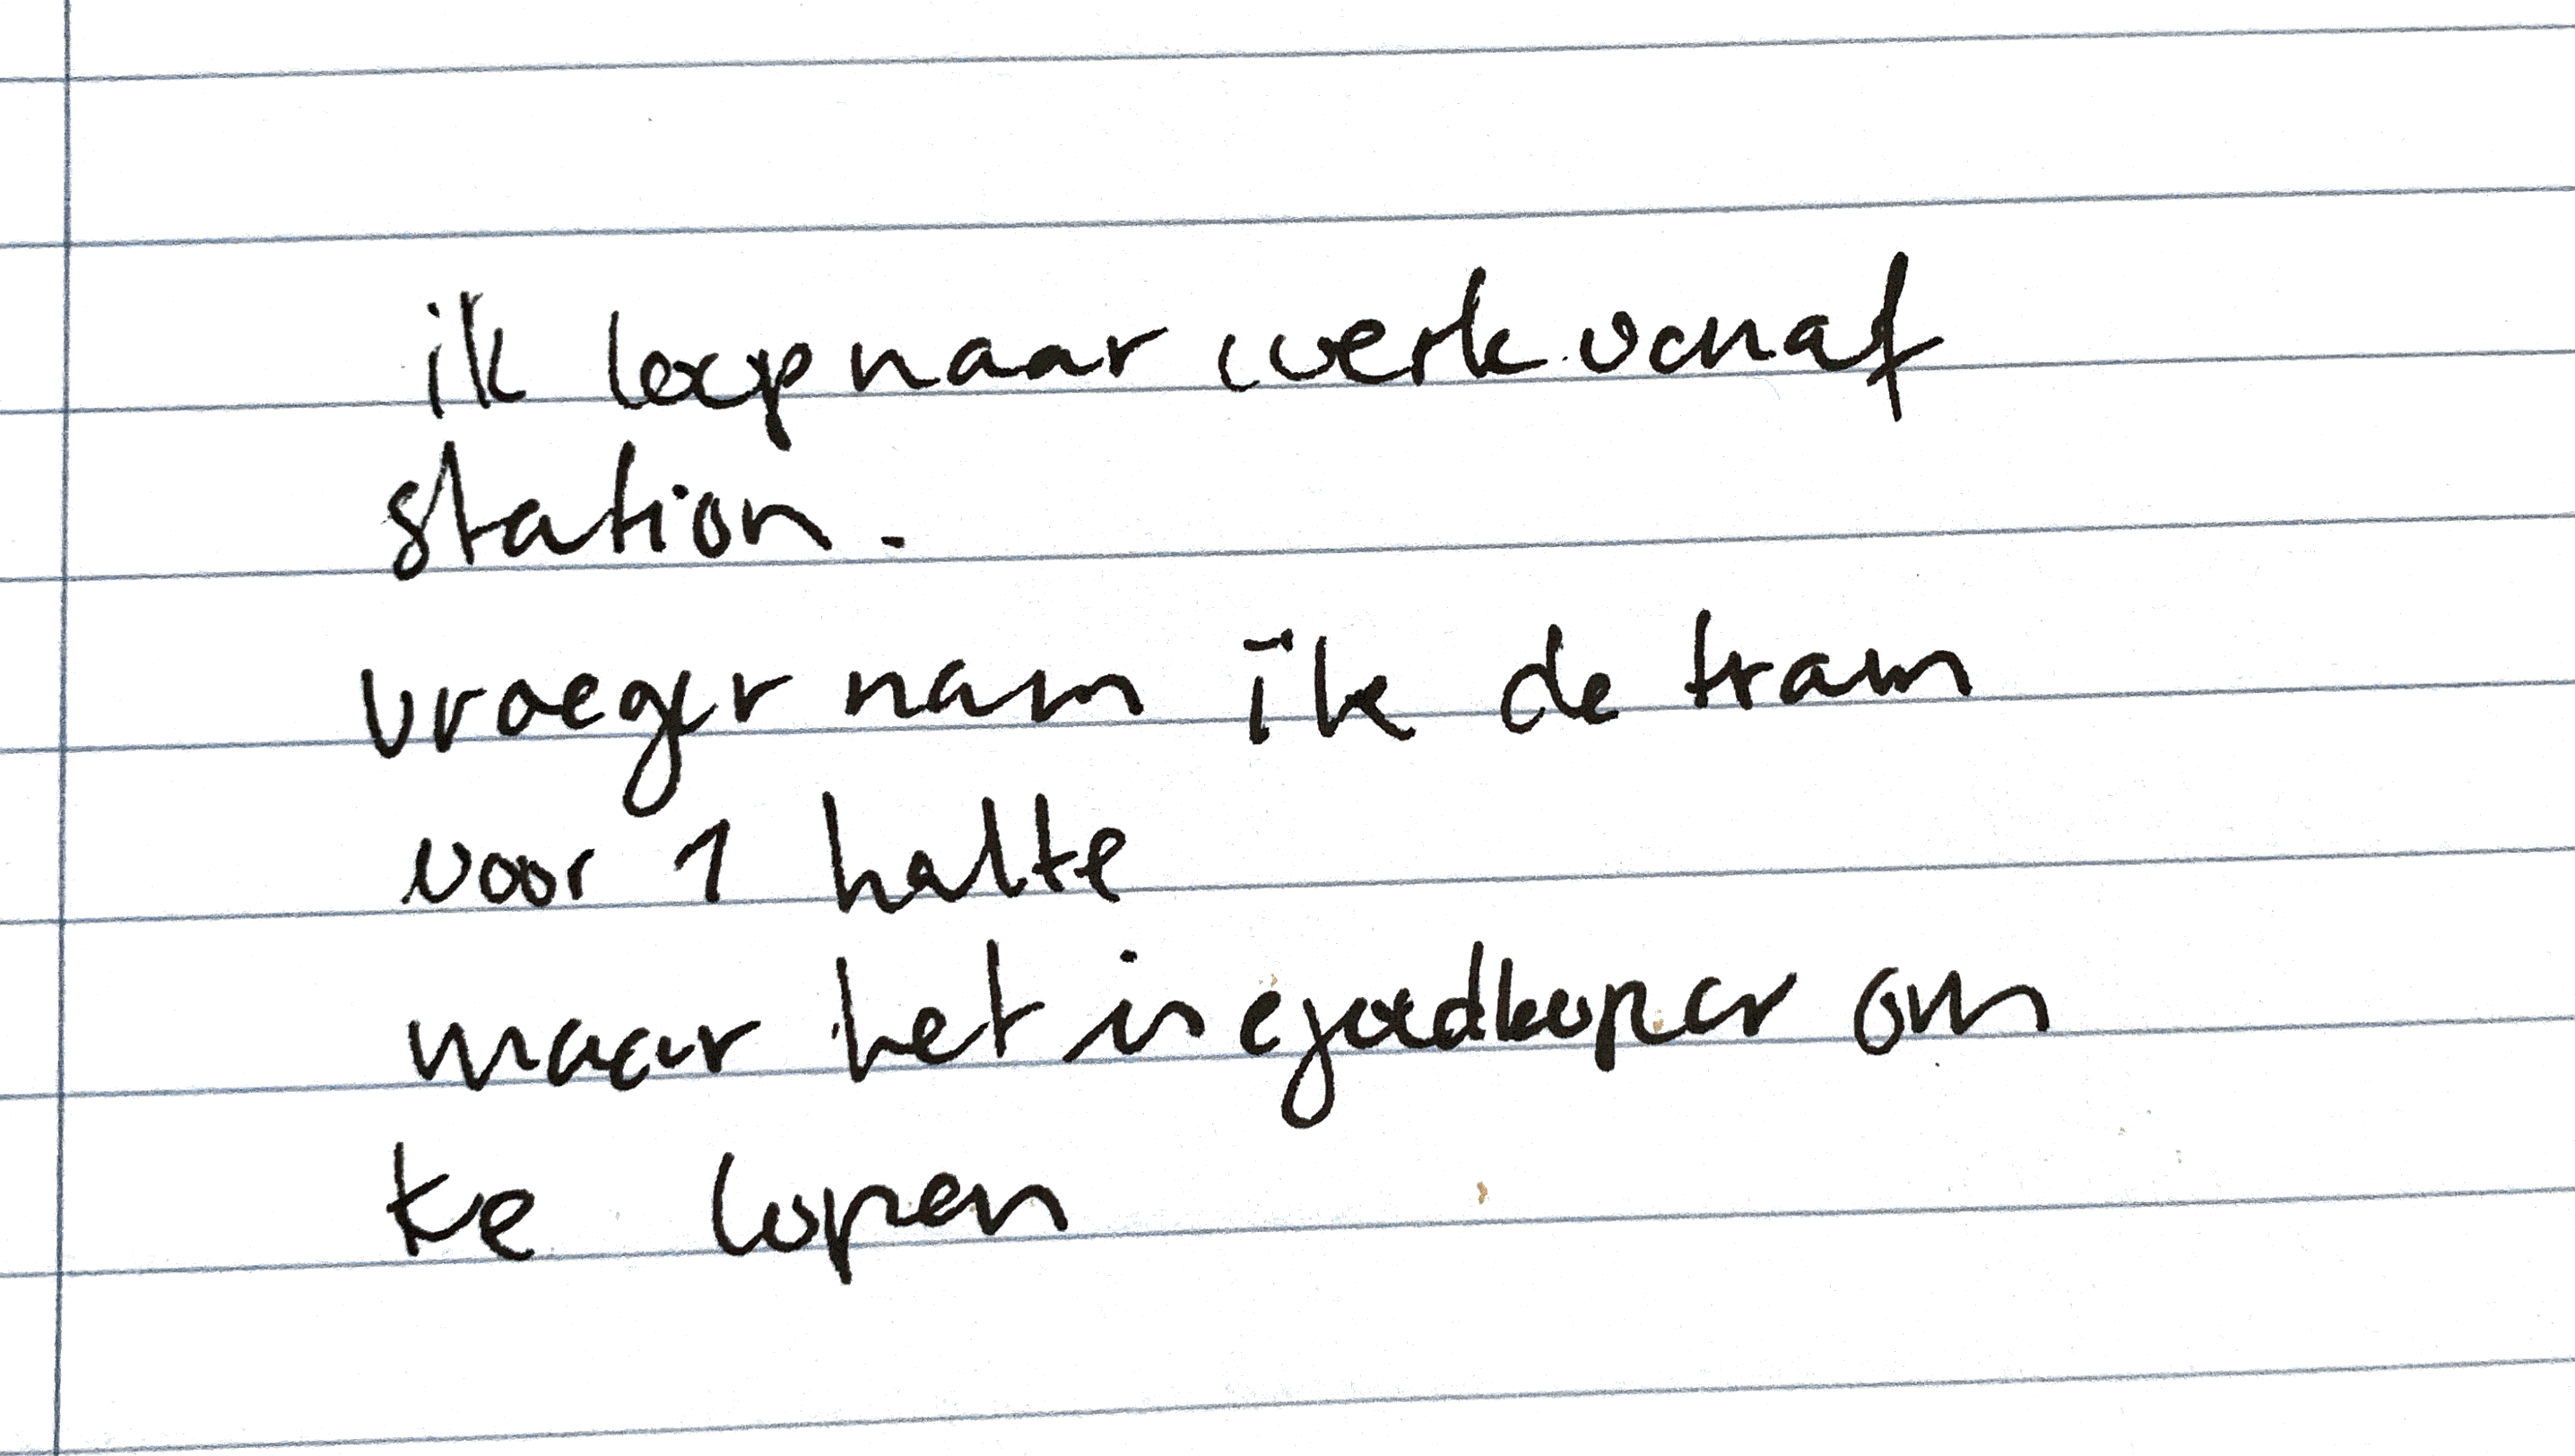 ik loop naar werk vanaf
station.
vroeger nam ik de tram
voor 1 halte
maar het is goedkoper om
te lopen